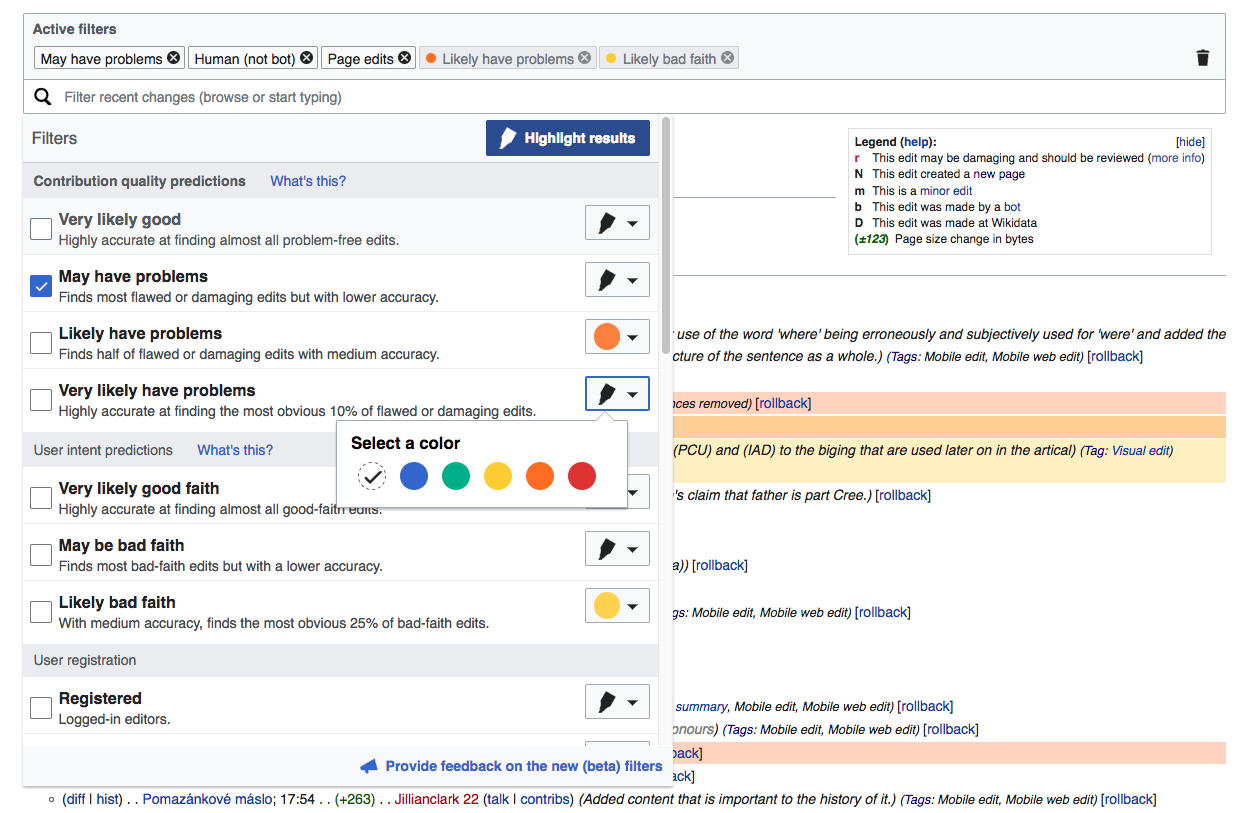 Active filters
May have problems Human (not bot) Page edits Likely have problems Likely bad faith
Filter recent changes (browse or start typing)
Filters Highlight results
Contribution quality predictions What's this?
Very likely good
Highly accurate at finding almost all problem-free edits.
May have problems
Finds most flawed or damaging edits but with lower accuracy.
Likely have problems
Finds half of flawed or damaging edits with medium accuracy.
Very likely have problems
Highly accurate at finding the most obvious 10% of flawed or damaging edits.
Select a color
User intent predictions What's this?
Very likely good faith
Highly accurate at finding almost all good-faith edits.
May be bad faith
Finds most bad-faith edits but with a lower accuracy.
Likely bad faith
With medium accuracy, finds the most obvious 25% of bad-faith edits.
User registration
Registered
Logged-in editors.
Provide feedback on the new (beta) filters
Legend (help): [hide]
r This edit may be damaging and should be reviewed (more info)
N This edit created a new page
m This is a minor edit
b This edit was made by a bot
D This edit was made at Wikidata
(±123) Page size change in bytes
use of the word 'where' being erroneously and subjectively used for 'were' and added the
cture of the sentence as a whole.) (Tags: Mobile edit, Mobile web edit) [rollback]
nces removed) [rollback]
(PCU) and (IAD) to the biging that are used later on in the artical) (Tag: Visual edit)
's claim that father is part Cree.) [rollback]
a)) [rollback]
gs: Mobile edit, Mobile web edit) [rollback]
summary, Mobile edit, Mobile web edit) [rollback]
onours) (Tags: Mobile edit, Mobile web edit) [rollback]
back]
ack]
(diff | hist) . . Pomazánkové máslo; 17:54 . . (+263) . . Jillianclark 22 (talk | contribs) (Added content that is important to the history of it.) (Tags: Mobile edit, Mobile web edit) [rollback]